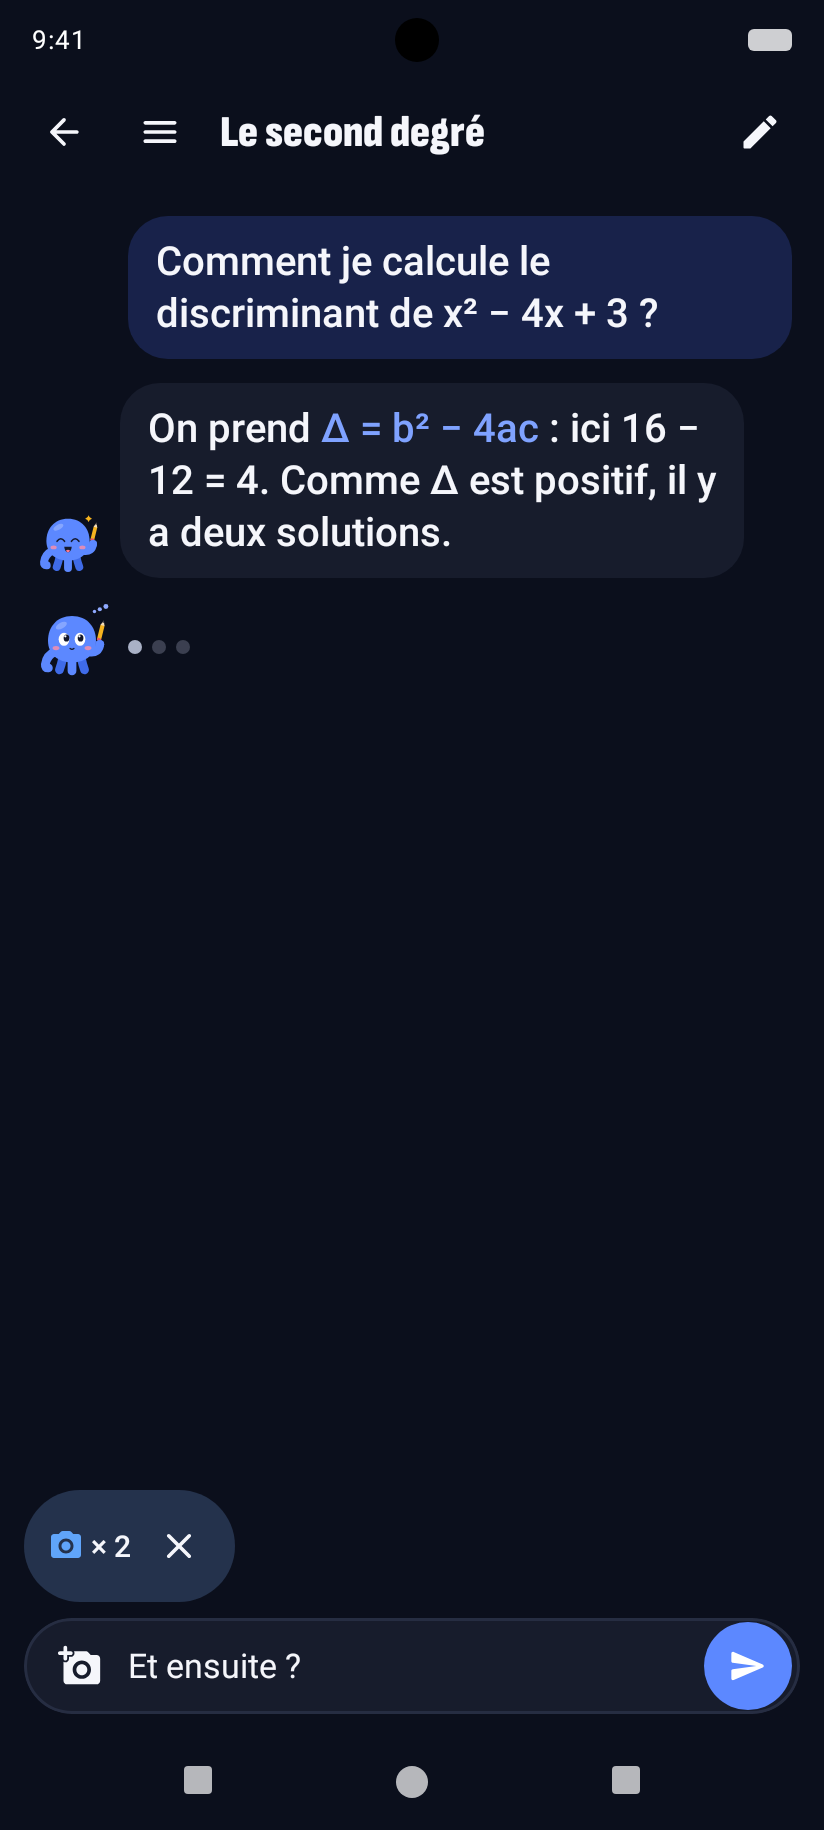 9:41
Le second degré
Comment je calcule le
discriminant de x² − 4x + 3 ?
On prend Δ = b² − 4ac : ici 16 −
12 = 4. Comme Δ est positif, il y
a deux solutions.
× 2
Et ensuite ?